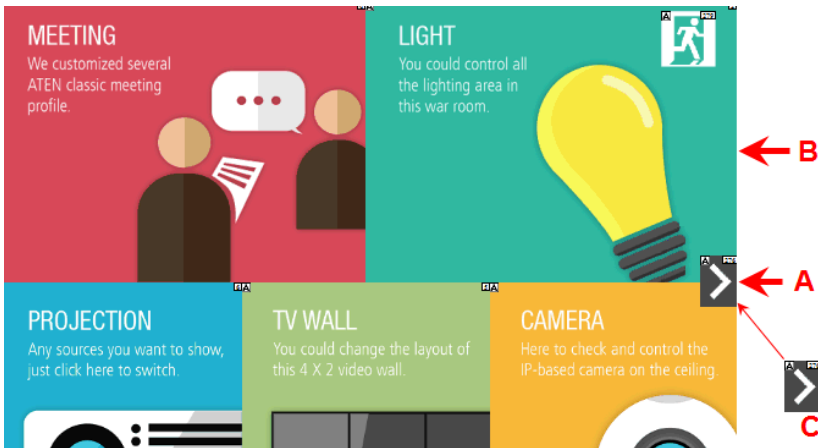 MEETING
We customized several
ATEN classic meeting
profile.
LIGHT
You could control all
the lighting area in
this war room.
B
A
PROJECTION
Any sources you want to show,
just click here to switch.
TV WALL
You could change the layout of
this 4 X 2 video wall.
CAMERA
Here to check and control the
IP-based camera on the ceiling.
C